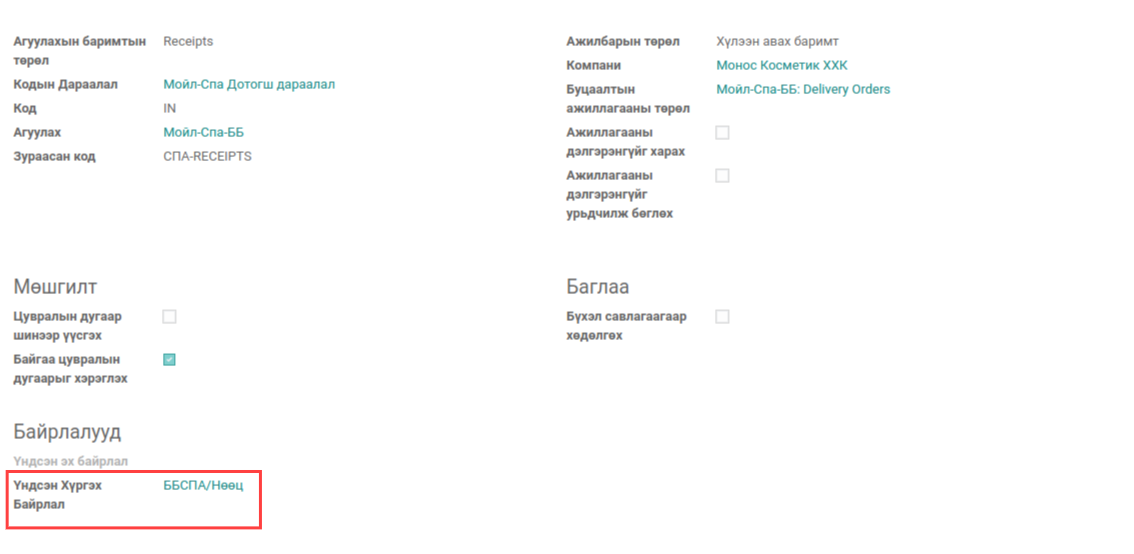 Агуулахын баримтын төрөл
Receipts
Кодын Дараалал
Мойл-Спа Дотогш дараалал
Код
IN
Агуулах
Мойл-Спа-ББ
Зураасан код
СПА-RECEIPTS
Ажилбарын төрөл
Хүлээн авах баримт
Компани
Монос Косметик ХХК
Буцаалтын
ажиллагааны төрөл
Мойл-Спа-ББ: Delivery Orders
Ажиллагааны
дэлгэрэнгүйг харах
Ажиллагааны
дэлгэрэнгүйг
урьдчилж бөглөх
Мөшгилт
Цувралын дугаар
шинээр үүсгэх
Байгаа цувралын
дугаарыг хэрэглэх
Баглаа
Бүхэл савлагаагаар
хөдөлгөх
Байрлалууд
Үндсэн эх байрлал
Үндсэн Хүргэх
Байрлал
ББСПА/Нөөц